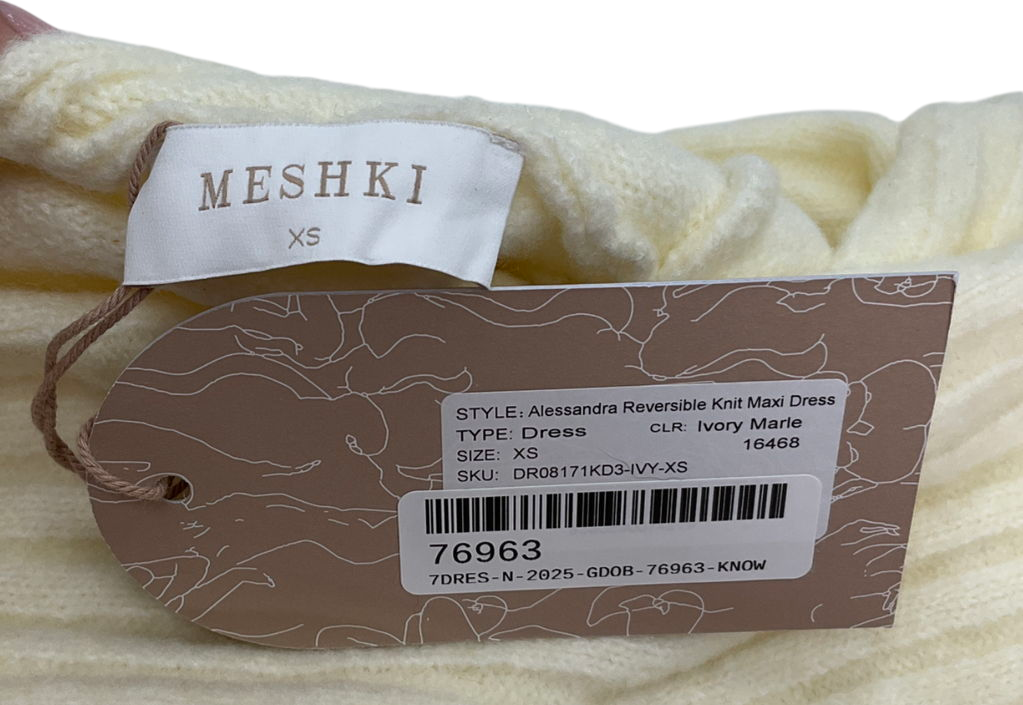 MESHKI
XS
STYLE: Alessandra Reversible Knit Maxi Dress
TYPE: Dress CLR: Ivory Marle
SIZE: XS 16468
SKU: DR08171KD3-IVY-XS
76963
7DRES-N-2025-GDOB-76963-KNOW